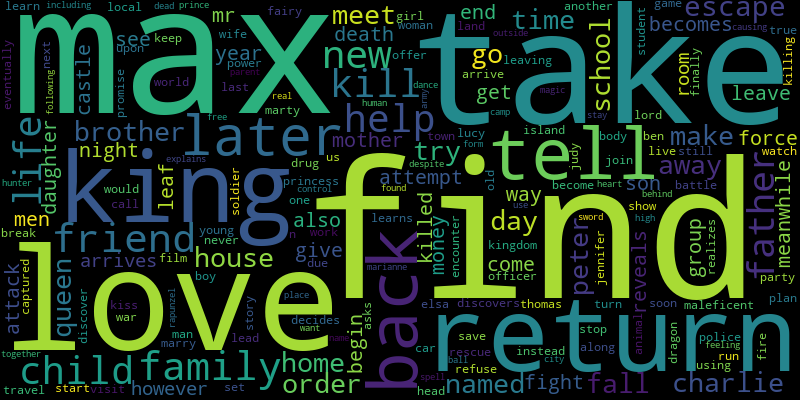 learn including dead prince local fairy mr meet girl end time another game outside causing
max take
eventually next keep upon see castle wife year power offer death woman becomes land leaving school student true killing escape
following promise world last parent real marty new kill go get arrive room finally lord leave
life brother later human dance army help camp magic stay island body ben make force
daughter night free explains mother town lucy form try tell judy join live still watch
hunter leaf drug us attempt old away
would princess control one despite found become heart behind son battle
men call soldier king find father meanwhile
break friend film never young n work also learns killed money encounter way day use sword show high
arrives give due marianne kingdom come officer peter jennifer group realizes
attack captured queen kiss war boy house back reveals party
love story decides elsa discovers thomas turn soon maleficent plan
discover rapunzel place want asks begin return animal
together man marry lead name save stop police feeling
child family home car rescue instead along dragon using run fire
travel start visit however set order spell ball head refuse named city fight fall charlie